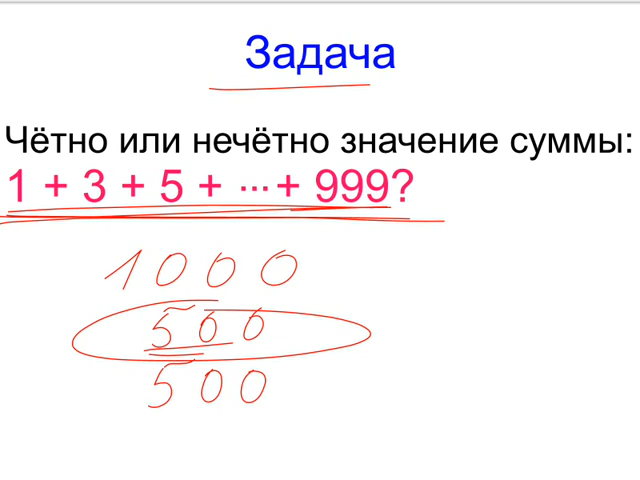 Задача
Чётно или нечётно значение суммы:
1 + 3 + 5 + ... + 999?
1000
500
500